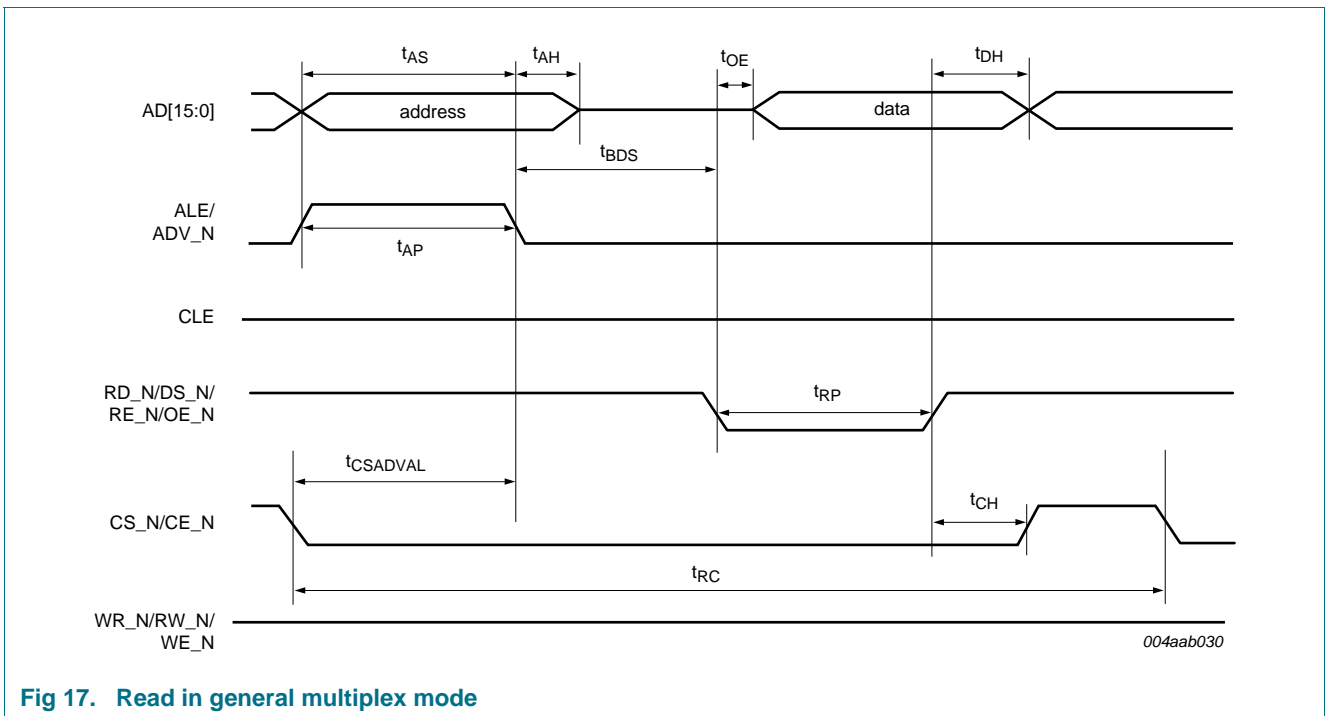 tAS
tAH
tOE
tDH
AD[15:0]
address
data
tBDS
ALE/
ADV_N
tAP
CLE
RD_N/DS_N/
RE_N/OE_N
tRP
tCSADVAL
CS_N/CE_N
tCH
tRC
WR_N/RW_N/
WE_N
004aab030
Fig 17. Read in general multiplex mode